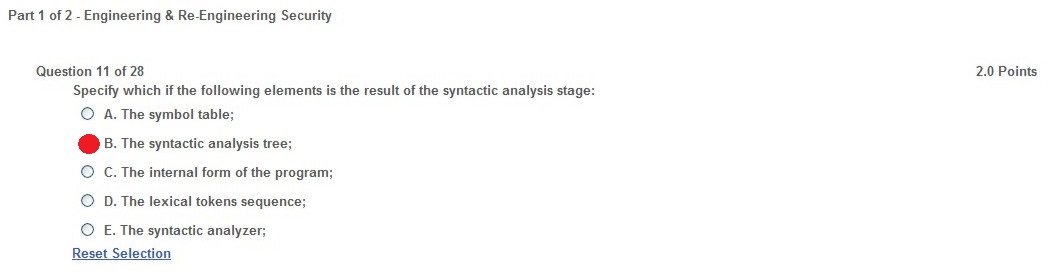 Part 1 of 2 - Engineering & Re-Engineering Security
Question 11 of 28 2.0 Points
Specify which if the following elements is the result of the syntactic analysis stage:
A. The symbol table;
B. The syntactic analysis tree;
C. The internal form of the program;
D. The lexical tokens sequence;
E. The syntactic analyzer;
Reset Selection